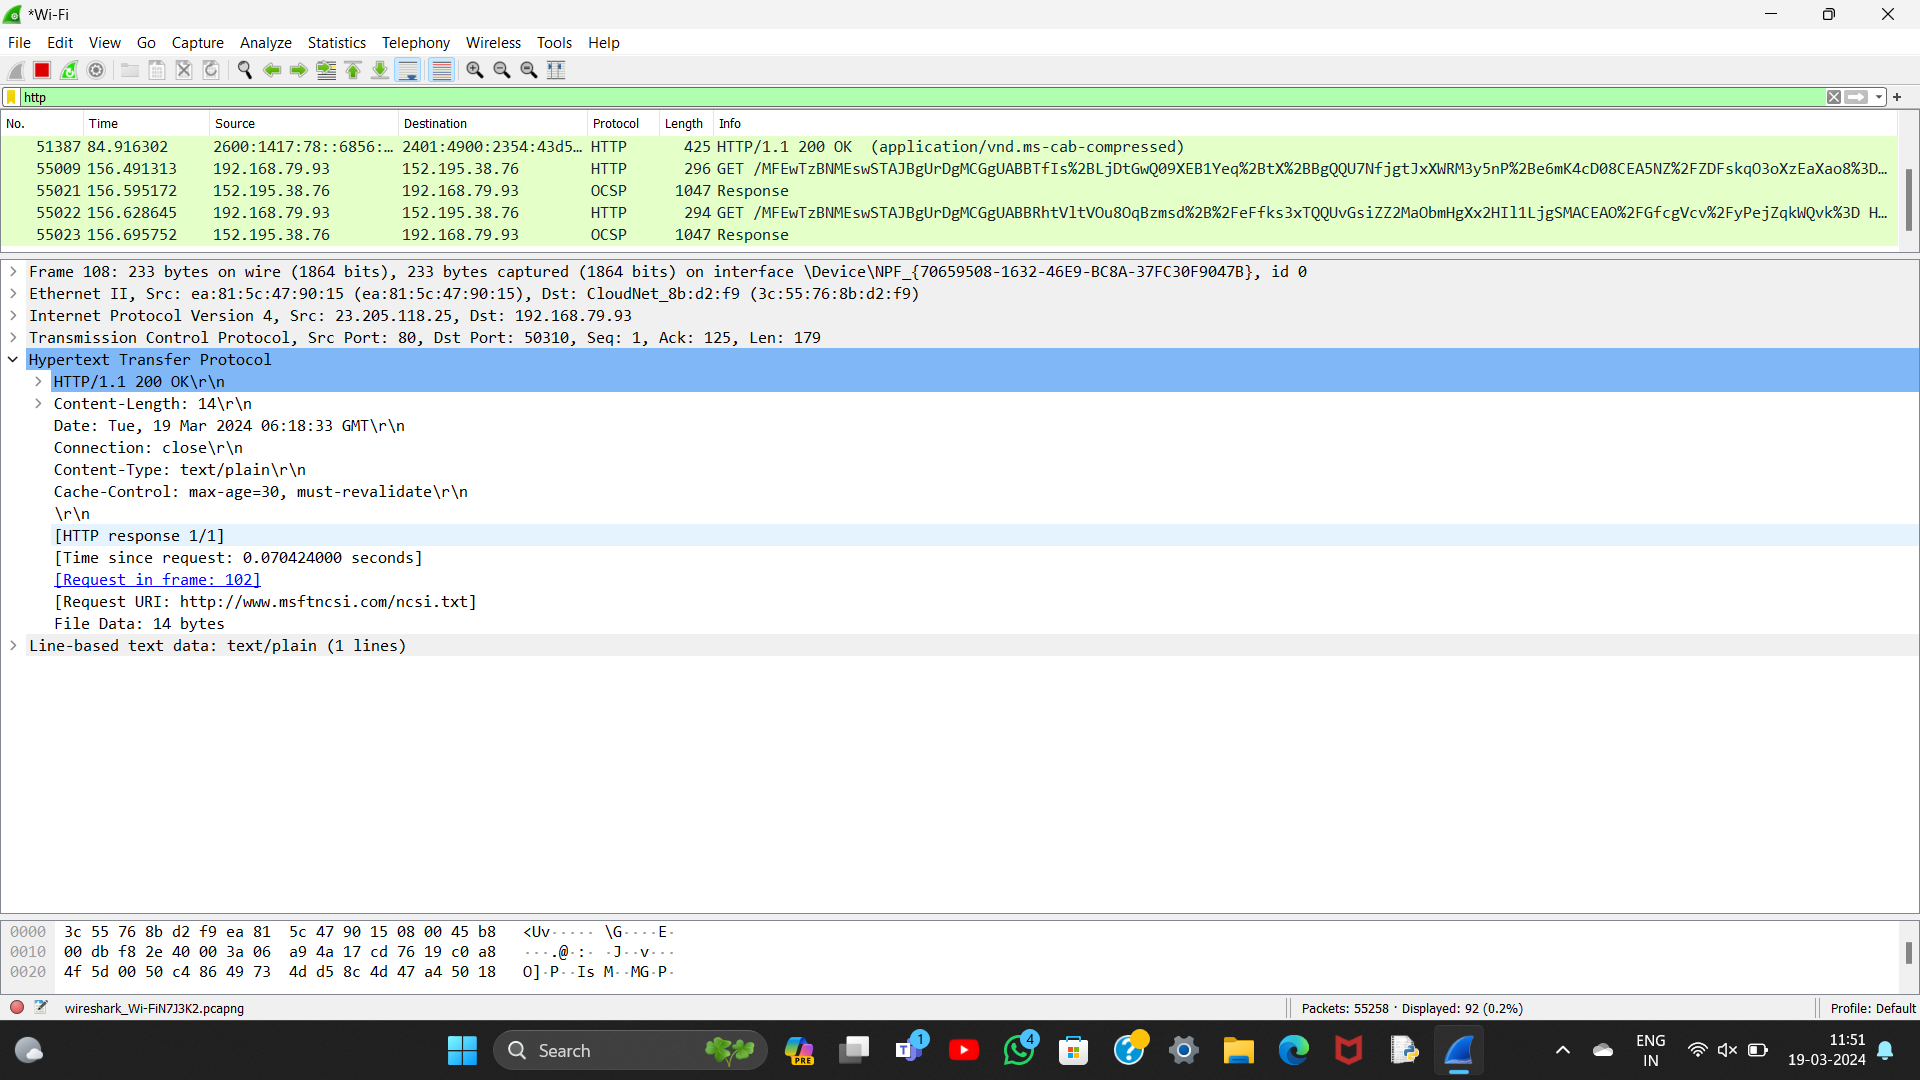 *Wi-Fi
File Edit View Go Capture Analyze Statistics Telephony Wireless Tools Help
http
No. Time Source Destination Protocol Length Info
51387 84.916302 2600:1417:78::6856:… 2401:4900:2354:43d5… HTTP 425 HTTP/1.1 200 OK (application/vnd.ms-cab-compressed)
55009 156.491313 192.168.79.93 152.195.38.76 HTTP 296 GET /MFEwTzBNMEswSTAJBgUrDgMCGgUABBTfIs%2BLjDtGwQ09XEB1Yeq%2BtX%2BBgQQU7NfjgtJxXWRM3y5nP%2Be6mK4cD08CEA5NZ%2FZDFskqO3oXzEaXao8%3D…
55021 156.595172 152.195.38.76 192.168.79.93 OCSP 1047 Response
55022 156.628645 192.168.79.93 152.195.38.76 HTTP 294 GET /MFEwTzBNMEswSTAJBgUrDgMCGgUABBRhtVltVOu8OqBzmsd%2B%2FeFfks3xTQQUvGsiZZ2MaObmHgXx2HIl1LjgSMACEAO%2FGfcgVcv%2FyPejZqkWQvk%3D H…
55023 156.695752 152.195.38.76 192.168.79.93 OCSP 1047 Response
Frame 108: 233 bytes on wire (1864 bits), 233 bytes captured (1864 bits) on interface \Device\NPF_{70659508-1632-46E9-BC8A-37FC30F9047B}, id 0
Ethernet II, Src: ea:81:5c:47:90:15 (ea:81:5c:47:90:15), Dst: CloudNet_8b:d2:f9 (3c:55:76:8b:d2:f9)
Internet Protocol Version 4, Src: 23.205.118.25, Dst: 192.168.79.93
Transmission Control Protocol, Src Port: 80, Dst Port: 50310, Seq: 1, Ack: 125, Len: 179
Hypertext Transfer Protocol
HTTP/1.1 200 OK\r\n
Content-Length: 14\r\n
Date: Tue, 19 Mar 2024 06:18:33 GMT\r\n
Connection: close\r\n
Content-Type: text/plain\r\n
Cache-Control: max-age=30, must-revalidate\r\n
\r\n
[HTTP response 1/1]
[Time since request: 0.070424000 seconds]
[Request in frame: 102]
[Request URI: http://www.msftncsi.com/ncsi.txt]
File Data: 14 bytes
Line-based text data: text/plain (1 lines)
0000 3c 55 76 8b d2 f9 ea 81 5c 47 90 15 08 00 45 b8 <Uv····· \G····E·
0010 00 db f8 2e 40 00 3a 06 a9 4a 17 cd 76 19 c0 a8 ···.@·:· ·J··v···
0020 4f 5d 00 50 c4 86 49 73 4d d5 8c 4d 47 a4 50 18 O]·P··Is M··MG·P·
wireshark_Wi-FiN7J3K2.pcapng Packets: 55258 · Displayed: 92 (0.2%) Profile: Default
Search PRE 1 4 ENG IN 11:51 19-03-2024